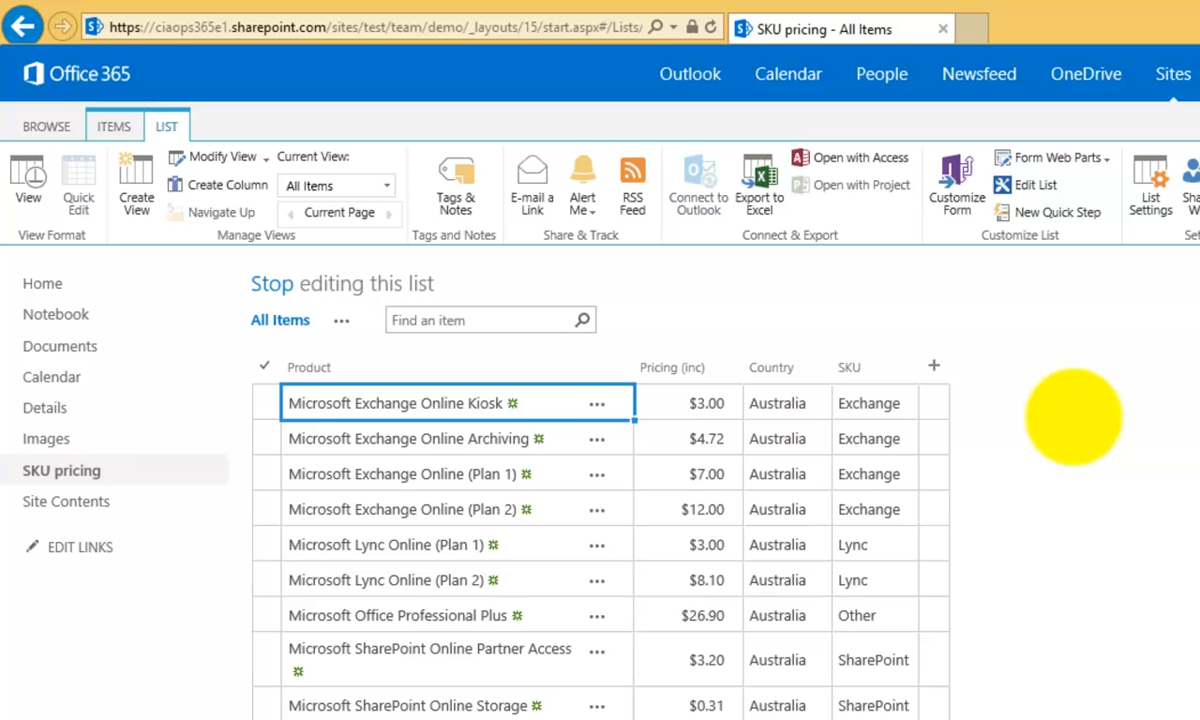 https://ciaops365e1.sharepoint.com/sites/test/team/demo/_layouts/15/start.aspx#/Lists/
SKU pricing - All Items
Office 365
Outlook Calendar People Newsfeed OneDrive Sites
BROWSE ITEMS LIST
View
Quick Edit
View Format
Create View
Modify View
Create Column
Navigate Up
Current View:
All Items
Current Page
Manage Views
Tags & Notes
Tags and Notes
E-mail a Link
Alert Me
RSS Feed
Share & Track
Connect to Outlook
Export to Excel
Open with Access
Open with Project
Connect & Export
Customize Form
Form Web Parts
Edit List
New Quick Step
Customize List
List Settings
Home
Notebook
Documents
Calendar
Details
Images
SKU pricing
Site Contents
EDIT LINKS
Stop editing this list
All Items ... Find an item
Product Pricing (inc) Country SKU +
Microsoft Exchange Online Kiosk ... $3.00 Australia Exchange
Microsoft Exchange Online Archiving ... $4.72 Australia Exchange
Microsoft Exchange Online (Plan 1) ... $7.00 Australia Exchange
Microsoft Exchange Online (Plan 2) ... $12.00 Australia Exchange
Microsoft Lync Online (Plan 1) ... $3.00 Australia Lync
Microsoft Lync Online (Plan 2) ... $8.10 Australia Lync
Microsoft Office Professional Plus ... $26.90 Australia Other
Microsoft SharePoint Online Partner Access ... $3.20 Australia SharePoint
Microsoft SharePoint Online Storage ... $0.31 Australia SharePoint